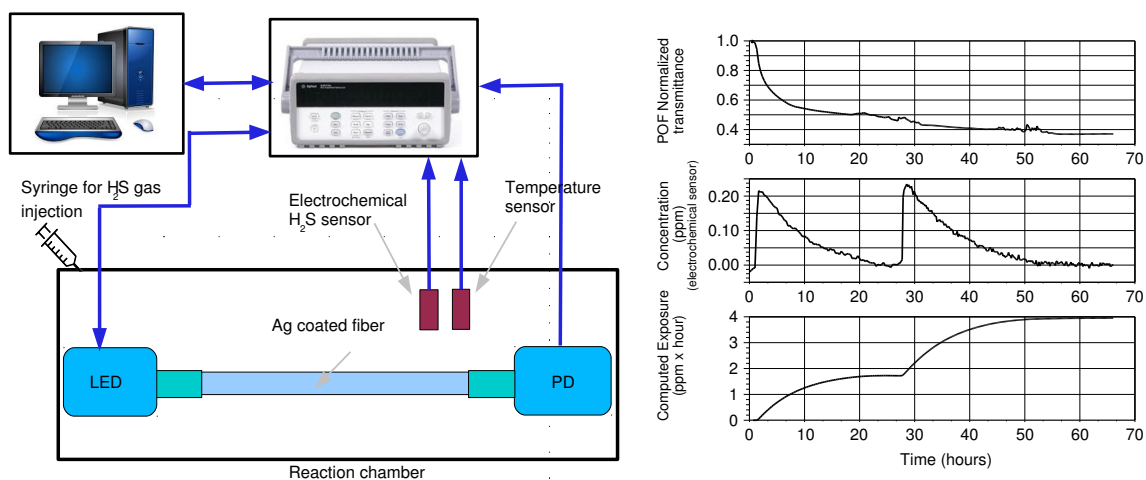 Syringe for H2S gas
injection
Electrochemical
H2S sensor
Temperature
sensor
Ag coated fiber
LED
PD
Reaction chamber
POF Normalized
transmittance
1.0
0.8
0.6
0.4
0 10 20 30 40 50 60 70
Concentration
(ppm)
(electrochemical sensor)
0.20
0.10
0.00
0 10 20 30 40 50 60 70
Computed Exposure
(ppm x hour)
4
3
2
1
0
0 10 20 30 40 50 60 70
Time (hours)